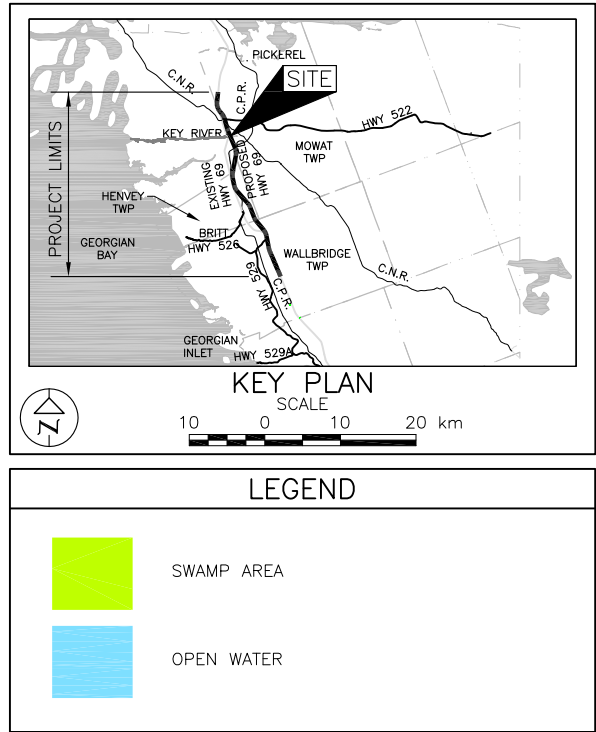 PICKEREL
SITE
C.N.R.
C.P.R.
HWY 522
KEY RIVER
MOWAT
TWP
PROJECT LIMITS
EXISTING
HWY 69
PROPOSED
HWY 69
HENVEY
TWP
BRITT
HWY 526
GEORGIAN
BAY
WALLBRIDGE
TWP
C.N.R.
HWY 529
C.P.R.
GEORGIAN
INLET
HWY 529A
KEY PLAN
SCALE
10 0 10 20 km
N
LEGEND
SWAMP AREA
OPEN WATER